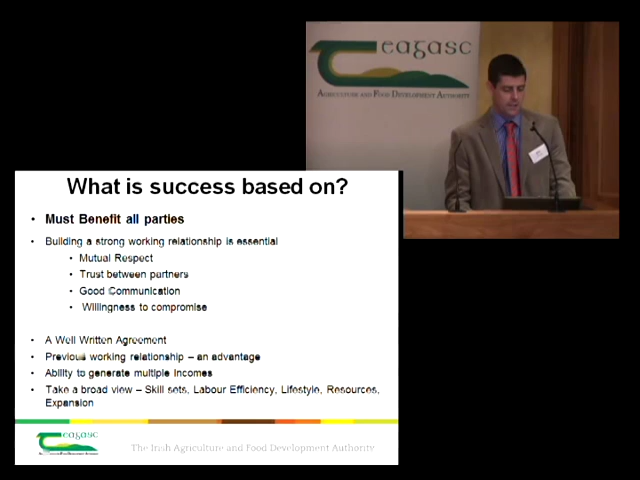 eagasc
AGRICULTURE AND FOOD DEVELOPMENT AUTHORITY
What is success based on?
• Must Benefit all parties
• Building a strong working relationship is essential
• Mutual Respect
• Trust between partners
• Good Communication
• Willingness to compromise
• A Well Written Agreement
• Previous working relationship – an advantage
• Ability to generate multiple incomes
• Take a broad view – Skill sets, Labour Efficiency, Lifestyle, Resources,
Expansion
eagasc
The Irish Agriculture and Food Development Authority